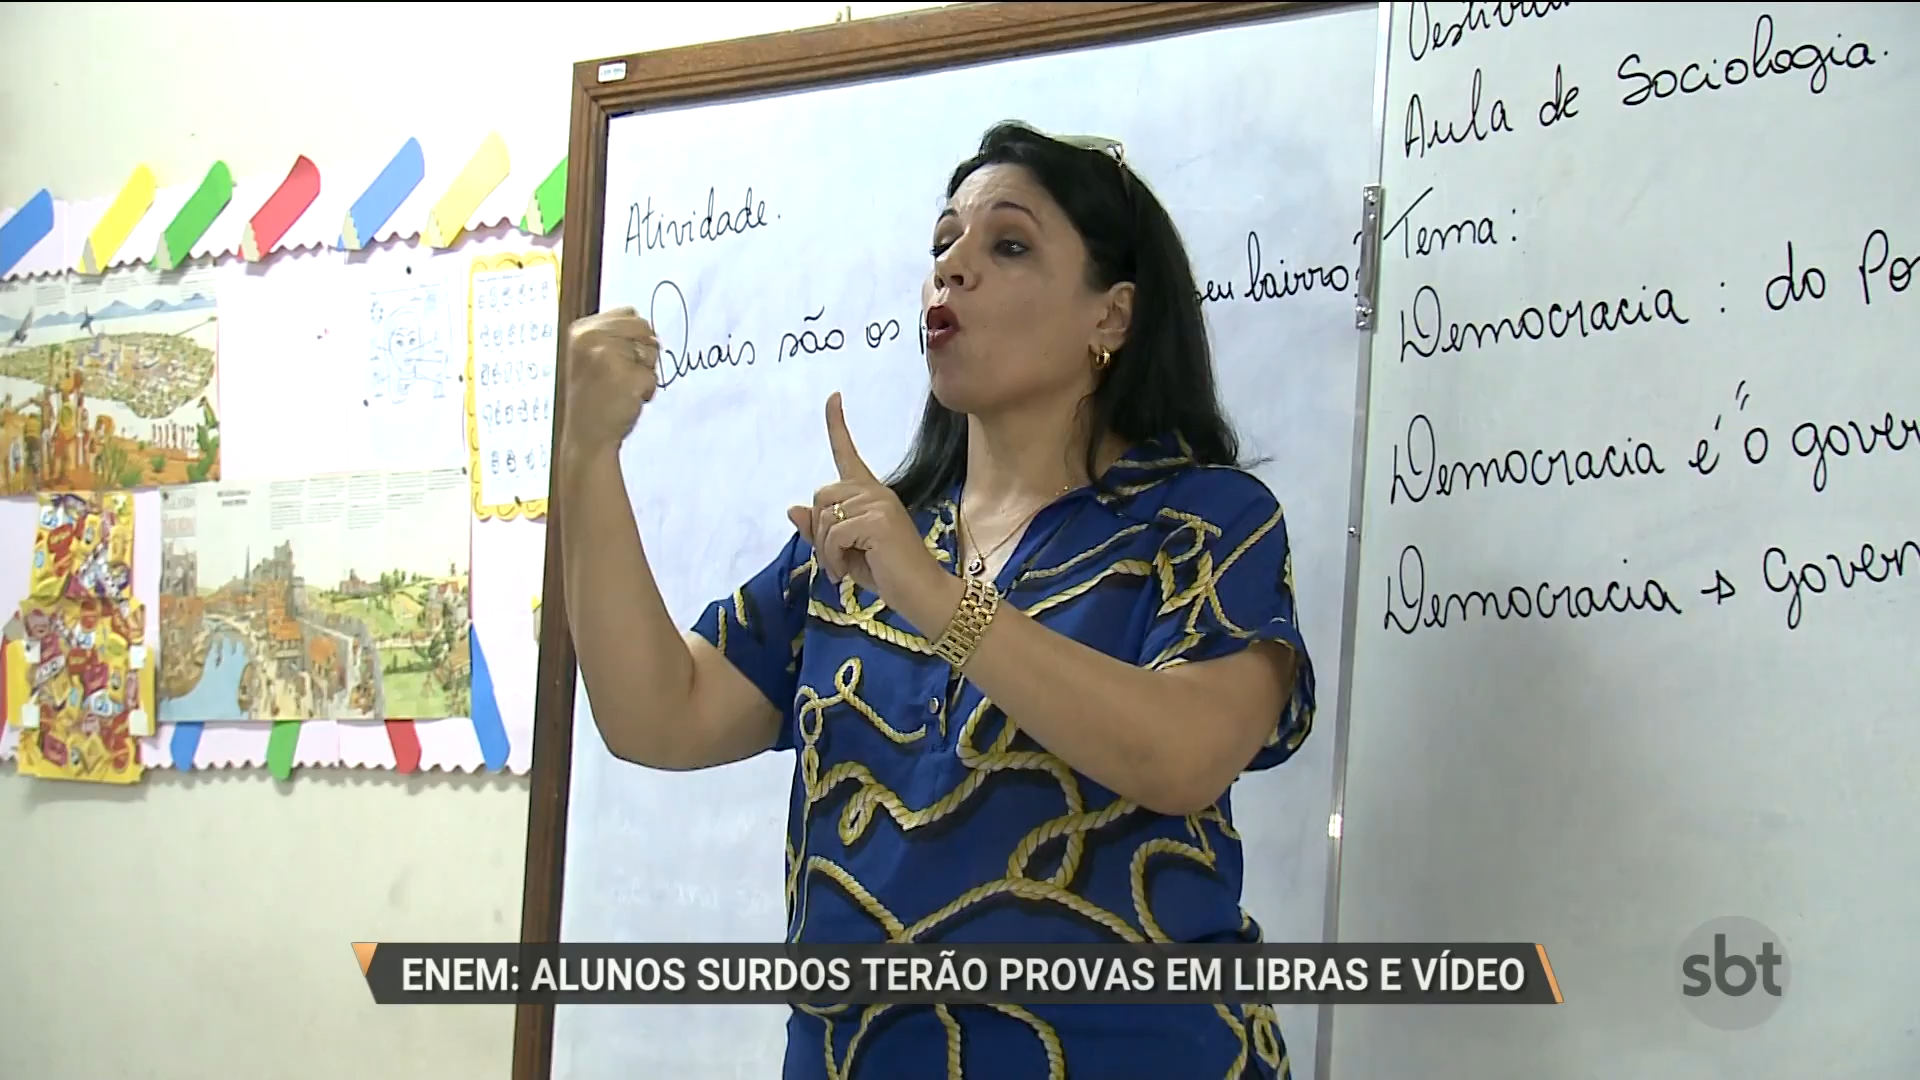 Aula de Sociologia.
Tema:
Democracia : do Po
Democracia é "o gover
Democracia → Govern
Atividade.
Quais são os
seu bairro?
ENEM: ALUNOS SURDOS TERÃO PROVAS EM LIBRAS E VÍDEO
sbt